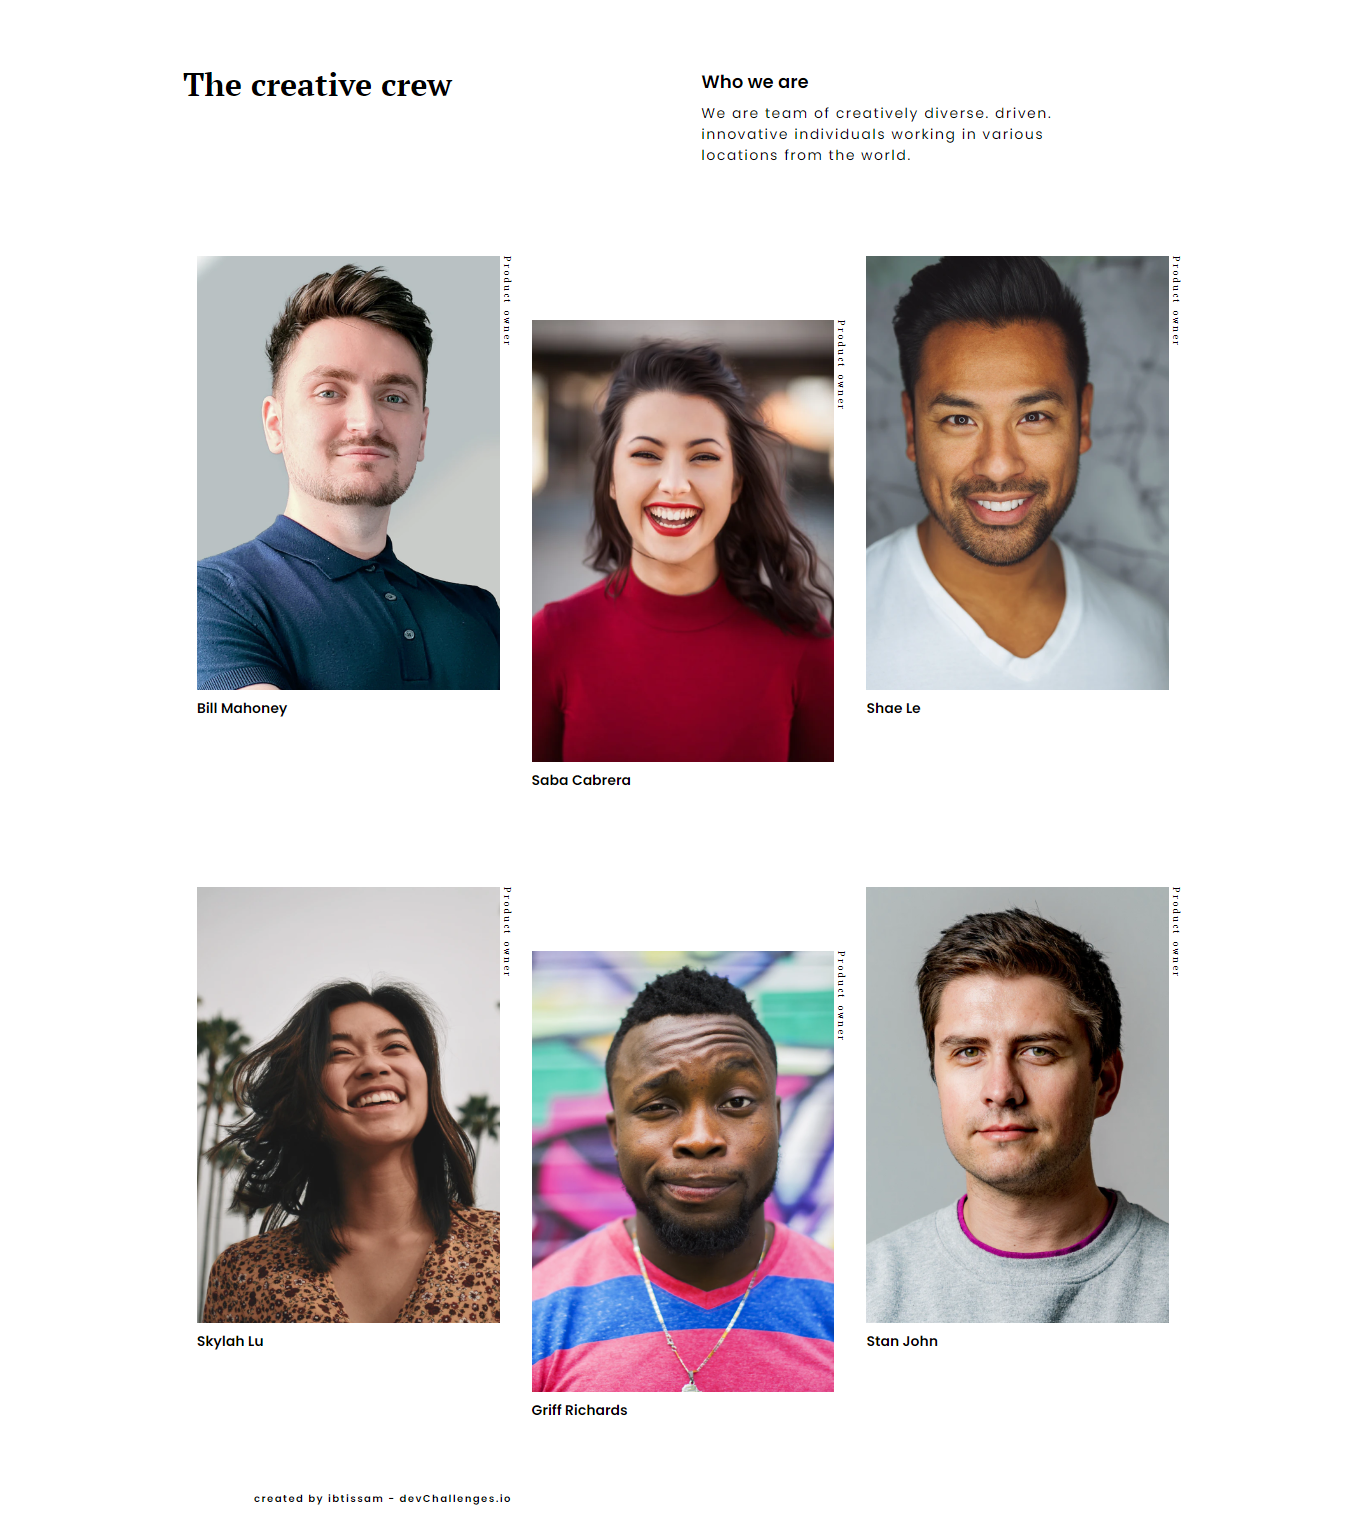 The creative crew
Who we are
We are team of creatively diverse. driven.
innovative individuals working in various
locations from the world.
Product owner
Bill Mahoney
Product owner
Saba Cabrera
Product owner
Shae Le
Product owner
Skylah Lu
Product owner
Griff Richards
Product owner
Stan John
created by ibtissam - devChallenges.io